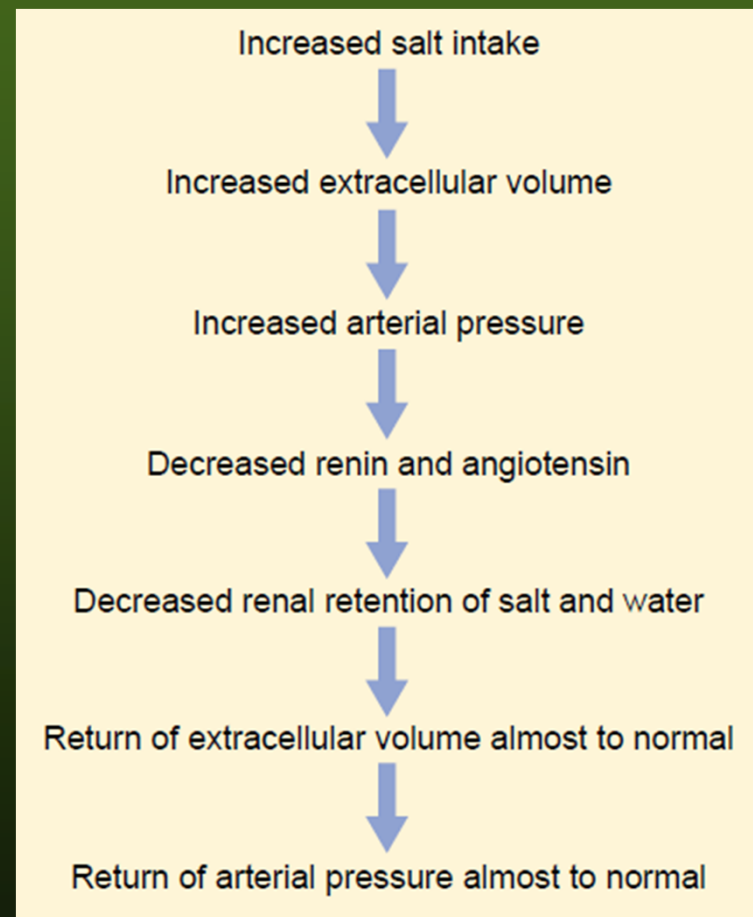 Increased salt intake
Increased extracellular volume
Increased arterial pressure
Decreased renin and angiotensin
Decreased renal retention of salt and water
Return of extracellular volume almost to normal
Return of arterial pressure almost to normal